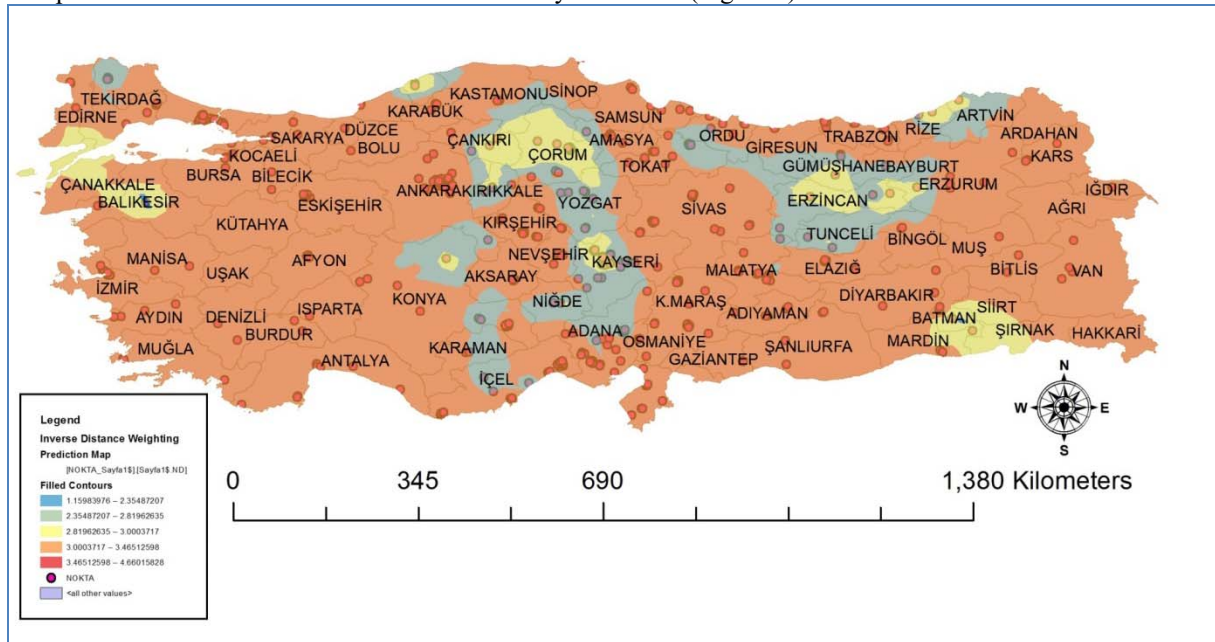 KASTAMONU SİNOP
TEKİRDAĞ
KARABÜK
EDİRNE
SAMSUN
ARTVİN
DÜZCE
SAKARYA
ÇANKIRI
AMASYA
ORDU
RİZE
ARDAHAN
TRABZON
KOCAELİ
BOLU
ÇORUM
GİRESUN
KARS
TOKAT
GÜMÜŞHANE BAYBURT
BURSA
BİLECİK
ÇANAKKALE
ANKARA KIRIKKALE
ERZURUM
IĞDIR
BALIKESİR
ESKİŞEHİR
YOZGAT
SİVAS
ERZİNCAN
AĞRI
KÜTAHYA
KIRŞEHİR
TUNCELİ
BİNGÖL
MUŞ
MANİSA
AFYON
NEVŞEHİR
KAYSERİ
UŞAK
AKSARAY
MALATYA
ELAZIĞ
BİTLİS
VAN
İZMİR
KONYA
NİĞDE
K.MARAŞ
DİYARBAKIR
SİİRT
AYDIN
DENİZLİ
ISPARTA
ADIYAMAN
BATMAN
BURDUR
ADANA
ŞIRNAK
HAKKARİ
MUĞLA
KARAMAN
OSMANİYE
ŞANLIURFA
MARDİN
ANTALYA
GAZİANTEP
İÇEL
N
W
E
S
Legend
Inverse Distance Weighting
Prediction Map
[NOKTA_Sayfa1$].[Sayfa1$.ND]
Filled Contours
1.15983976 – 2.35487207
2.35487207 – 2.81962635
2.81962635 – 3.0003717
3.0003717 – 3.46512598
3.46512598 – 4.66015828
NOKTA
<all other values>
0 345 690 1,380 Kilometers